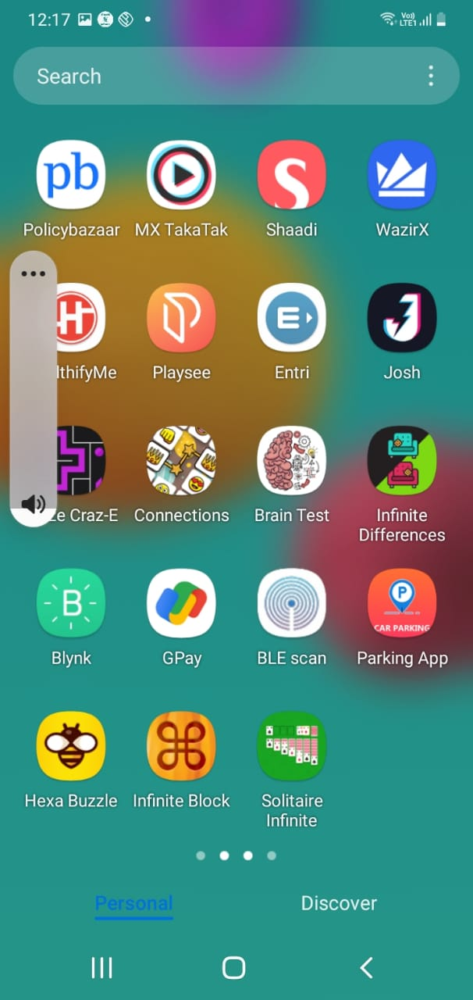 12:17
Vo))
LTE1
Search
pb
S
Policybazaar MX TakaTak Shaadi WazirX
H
E
J
lthifyMe Playsee Entri Josh
ze Craz-E Connections Brain Test Infinite
Differences
B
P
CAR PARKING
Blynk GPay BLE scan Parking App
Hexa Buzzle Infinite Block Solitaire
Infinite
Personal Discover